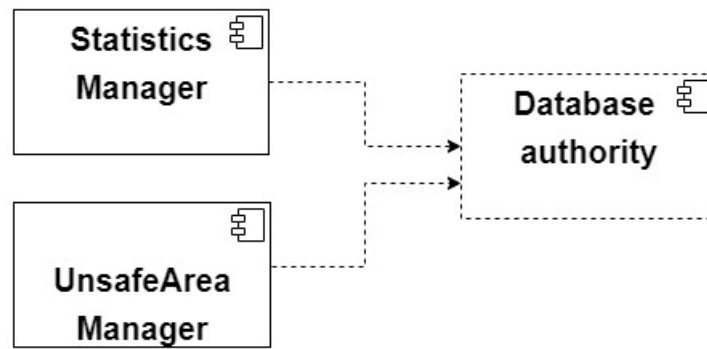 Statistics
Manager
Database
authority
UnsafeArea
Manager